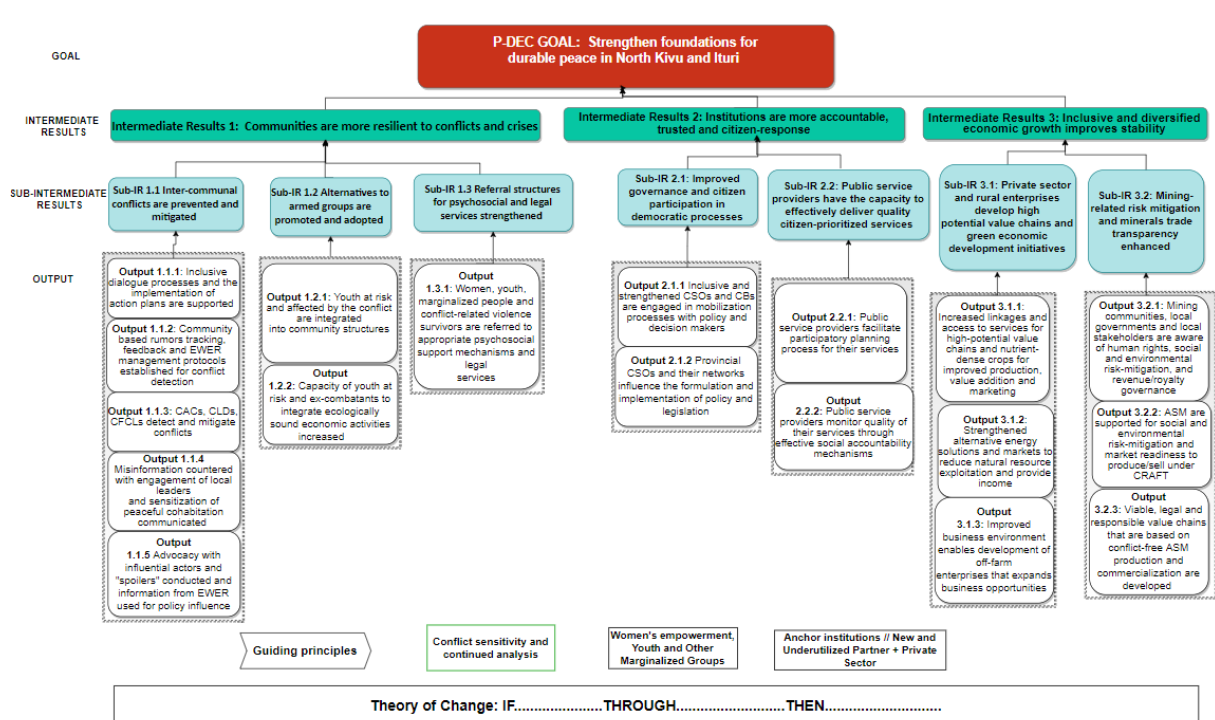 GOAL
P-DEC GOAL: Strengthen foundations for
durable peace in North Kivu and Ituri
INTERMEDIATE
RESULTS
Intermediate Results 1: Communities are more resilient to conflicts and crises
Intermediate Results 2: Institutions are more accountable,
trusted and citizen-response
Intermediate Results 3: Inclusive and diversified
economic growth improves stability
SUB-INTERMEDIATE
RESULTS
Sub-IR 1.1 Inter-communal
conflicts are prevented and
mitigated
Sub-IR 1.2 Alternatives to
armed groups are
promoted and adopted
Sub-IR 1.3 Referral structures
for psychosocial and legal
services strengthened
Sub-IR 2.1: Improved
governance and citizen
participation in
democratic processes
Sub-IR 2.2: Public service
providers have the capacity to
effectively deliver quality
citizen-prioritized services
Sub-IR 3.1: Private sector
and rural enterprises
develop high
potential value chains and
green economic
development initiatives
Sub-IR 3.2: Mining-
related risk mitigation
and minerals trade
transparency
enhanced
OUTPUT
Output 1.1.1: Inclusive
dialogue processes and the
implementation of
action plans are supported
Output 1.1.2: Community
based rumors tracking,
feedback and EWER
management protocols
established for conflict
detection
Output 1.1.3: CACs, CLDs,
CFCLs detect and mitigate
conflicts
Output 1.1.4
Misinformation countered
with engagement of local
leaders
and sensitization of
peaceful cohabitation
communicated
Output
1.1.5 Advocacy with
influential actors and
"spoilers" conducted and
information from EWER
used for policy influence
Output 1.2.1: Youth at risk
and affected by the conflict
are integrated
into community structures
Output
1.2.2: Capacity of youth at
risk and ex-combatants to
integrate ecologically
sound economic activities
increased
Output
1.3.1: Women, youth,
marginalized people and
conflict-related violence
survivors are referred to
appropriate psychosocial
support mechanisms and
legal
services
Output 2.1.1 Inclusive and
strengthened CSOs and CBs
are engaged in mobilization
processes with policy and
decision makers
Output 2.1.2 Provincial
CSOs and their networks
influence the formulation and
implementation of policy and
legislation
Output
2.2.1: Public
service providers facilitate
participatory planning
process for their services
Output
2.2.2: Public service
providers monitor quality of
their services through
effective social accountability
mechanisms
Output 3.1.1:
Increased linkages and
access to services for
high-potential value
chains and nutrient-
dense crops for
improved production,
value addition and
marketing
Output 3.1.2:
Strengthened
alternative energy
solutions and markets to
reduce natural resource
exploitation and provide
income
Output
3.1.3: Improved
business environment
enables development of
off-farm
enterprises that expands
business opportunities
Output 3.2.1: Mining
communities, local
governments and local
stakeholders are aware
of human rights, social
and environmental
risk-mitigation, and
revenue/royalty
governance
Output 3.2.2: ASM are
supported for social and
environmental
risk-mitigation and
market readiness to
produce/sell under
CRAFT
Output
3.2.3: Viable, legal and
responsible value chains
that are based on
conflict-free ASM
production and
commercialization are
developed
Guiding principles
Conflict sensitivity and
continued analysis
Women's empowerment,
Youth and Other
Marginalized Groups
Anchor institutions // New and
Underutilized Partner + Private
Sector
Theory of Change: IF......................THROUGH...........................THEN.............................